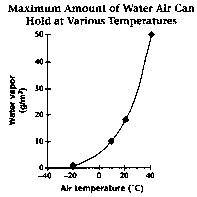 Maximum Amount of Water Air Can
Hold at Various Temperatures
Water vapor
(g/m³)
50
40
30
20
10
0
−40 −20 0 20 40
Air temperature (°C)